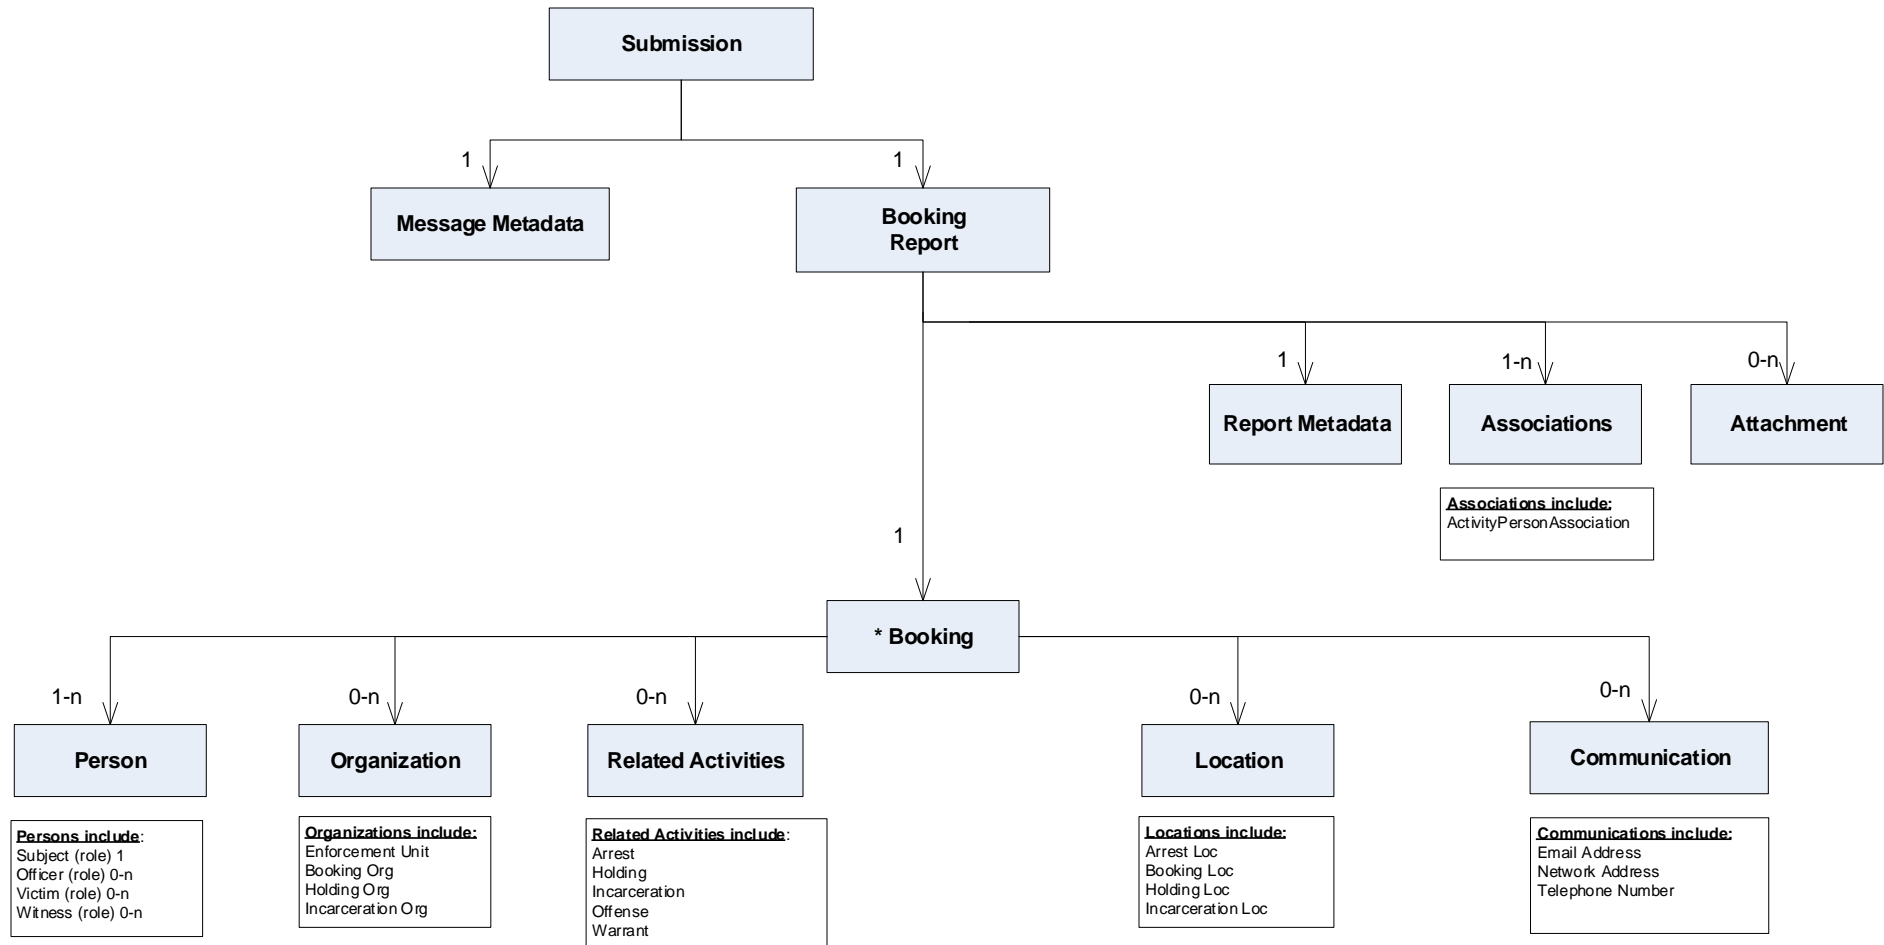 Submission
1
1
Message Metadata
Booking
Report
1
1-n
0-n
Report Metadata
Associations
Attachment
Associations include:
ActivityPersonAssociation
1
* Booking
1-n
0-n
0-n
0-n
0-n
Person
Organization
Related Activities
Location
Communication
Persons include:
Subject (role) 1
Officer (role) 0-n
Victim (role) 0-n
Witness (role) 0-n
Organizations include:
Enforcement Unit
Booking Org
Holding Org
Incarceration Org
Related Activities include:
Arrest
Holding
Incarceration
Offense
Warrant
Locations include:
Arrest Loc
Booking Loc
Holding Loc
Incarceration Loc
Communications include:
Email Address
Network Address
Telephone Number